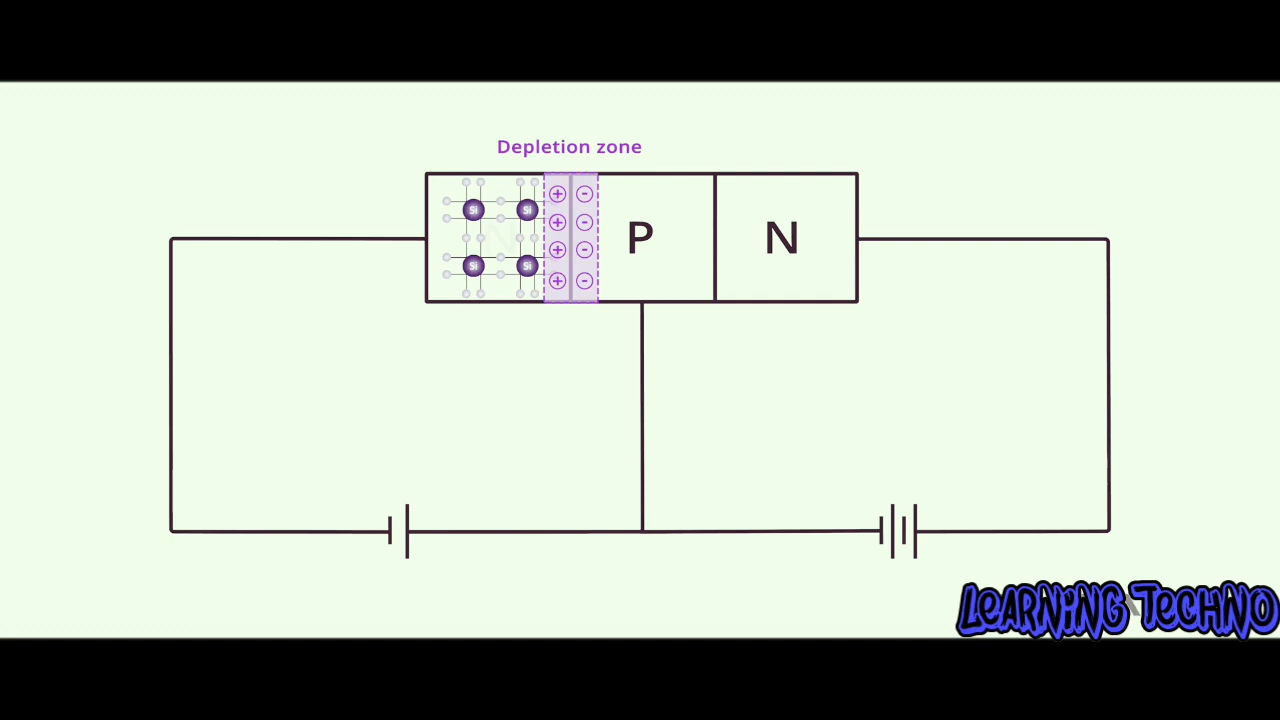 Depletion zone
Si Si
N P N
+ -
+ -
+ -
+ -
Si Si
LEARNING TECHNO